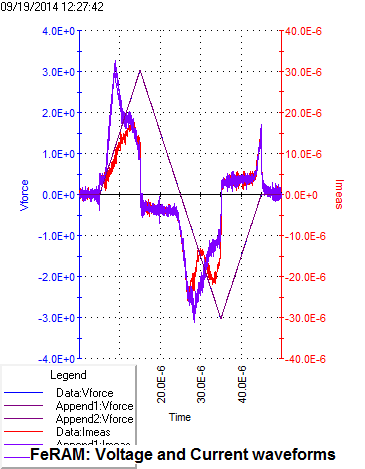 09/19/2014 12:27:42
4.0E+0
40.0E-6
3.0E+0
30.0E-6
2.0E+0
20.0E-6
1.0E+0
10.0E-6
Vforce
0.0E+0
0.0E+0
Imeas
-1.0E+0
-10.0E-6
-2.0E+0
-20.0E-6
-3.0E+0
-30.0E-6
-4.0E+0
-40.0E-6
20.0E-6
30.0E-6
40.0E-6
Time
Legend
Data:Vforce
Append1:Vforce
Append2:Vforce
Data:Imeas
Append1:Imeas
FeRAM: Voltage and Current waveforms